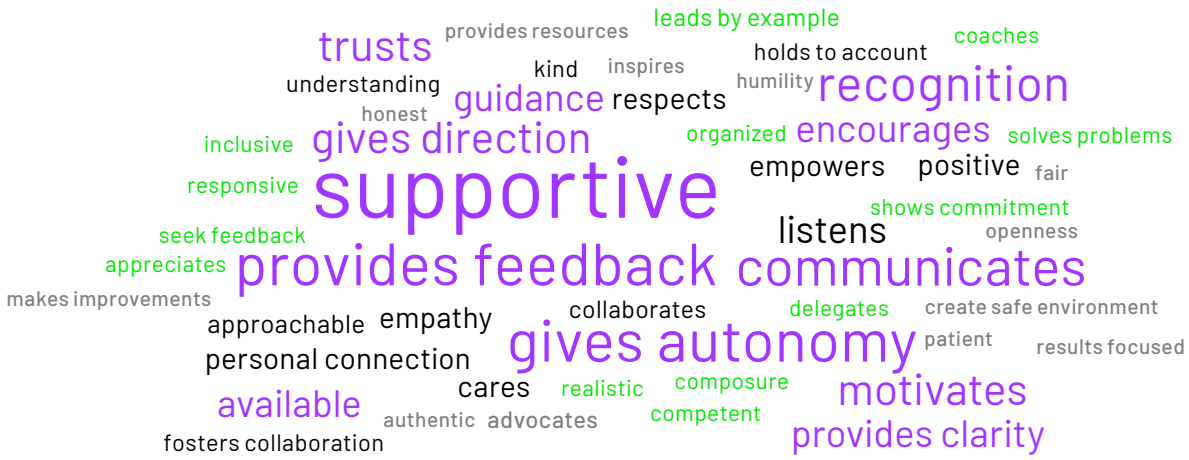 leads by example
provides resources
coaches
trusts
holds to account
kind
inspires
understanding
humility
recognition
guidance
respects
honest
gives direction
organized
encourages
solves problems
inclusive
empowers
positive
fair
responsive
supportive
shows commitment
listens
openness
seek feedback
appreciates
provides feedback
communicates
makes improvements
collaborates
delegates
create safe environment
approachable
empathy
gives autonomy
patient
results focused
personal connection
cares
realistic
composure
motivates
available
authentic
advocates
competent
provides clarity
fosters collaboration